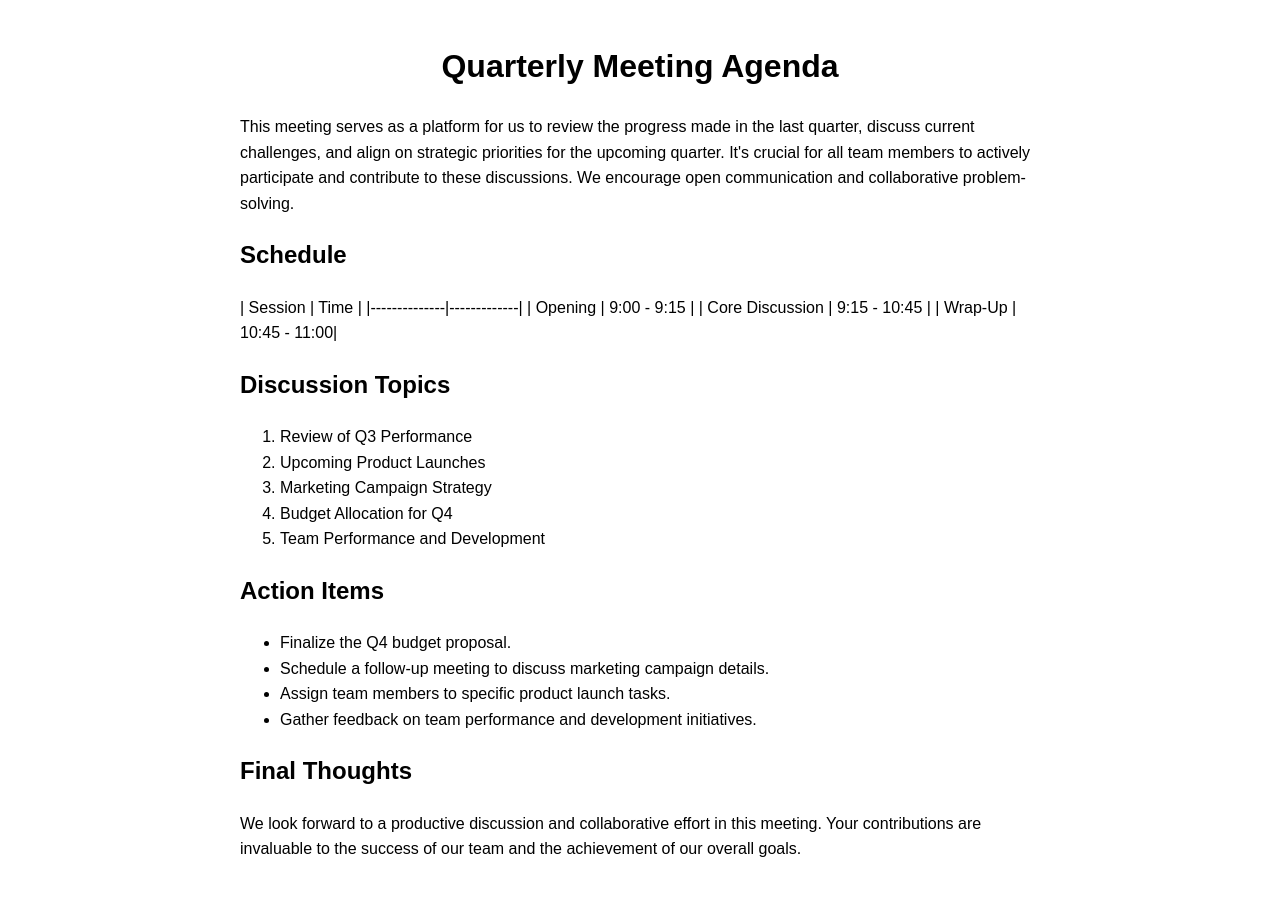 Quarterly Meeting Agenda
This meeting serves as a platform for us to review the progress made in the last quarter, discuss current
challenges, and align on strategic priorities for the upcoming quarter. It's crucial for all team members to actively
participate and contribute to these discussions. We encourage open communication and collaborative problem-
solving.
Schedule
| Session | Time | |--------------|-------------| | Opening | 9:00 - 9:15 | | Core Discussion | 9:15 - 10:45 | | Wrap-Up |
10:45 - 11:00|
Discussion Topics
1. Review of Q3 Performance
2. Upcoming Product Launches
3. Marketing Campaign Strategy
4. Budget Allocation for Q4
5. Team Performance and Development
Action Items
• Finalize the Q4 budget proposal.
• Schedule a follow-up meeting to discuss marketing campaign details.
• Assign team members to specific product launch tasks.
• Gather feedback on team performance and development initiatives.
Final Thoughts
We look forward to a productive discussion and collaborative effort in this meeting. Your contributions are
invaluable to the success of our team and the achievement of our overall goals.